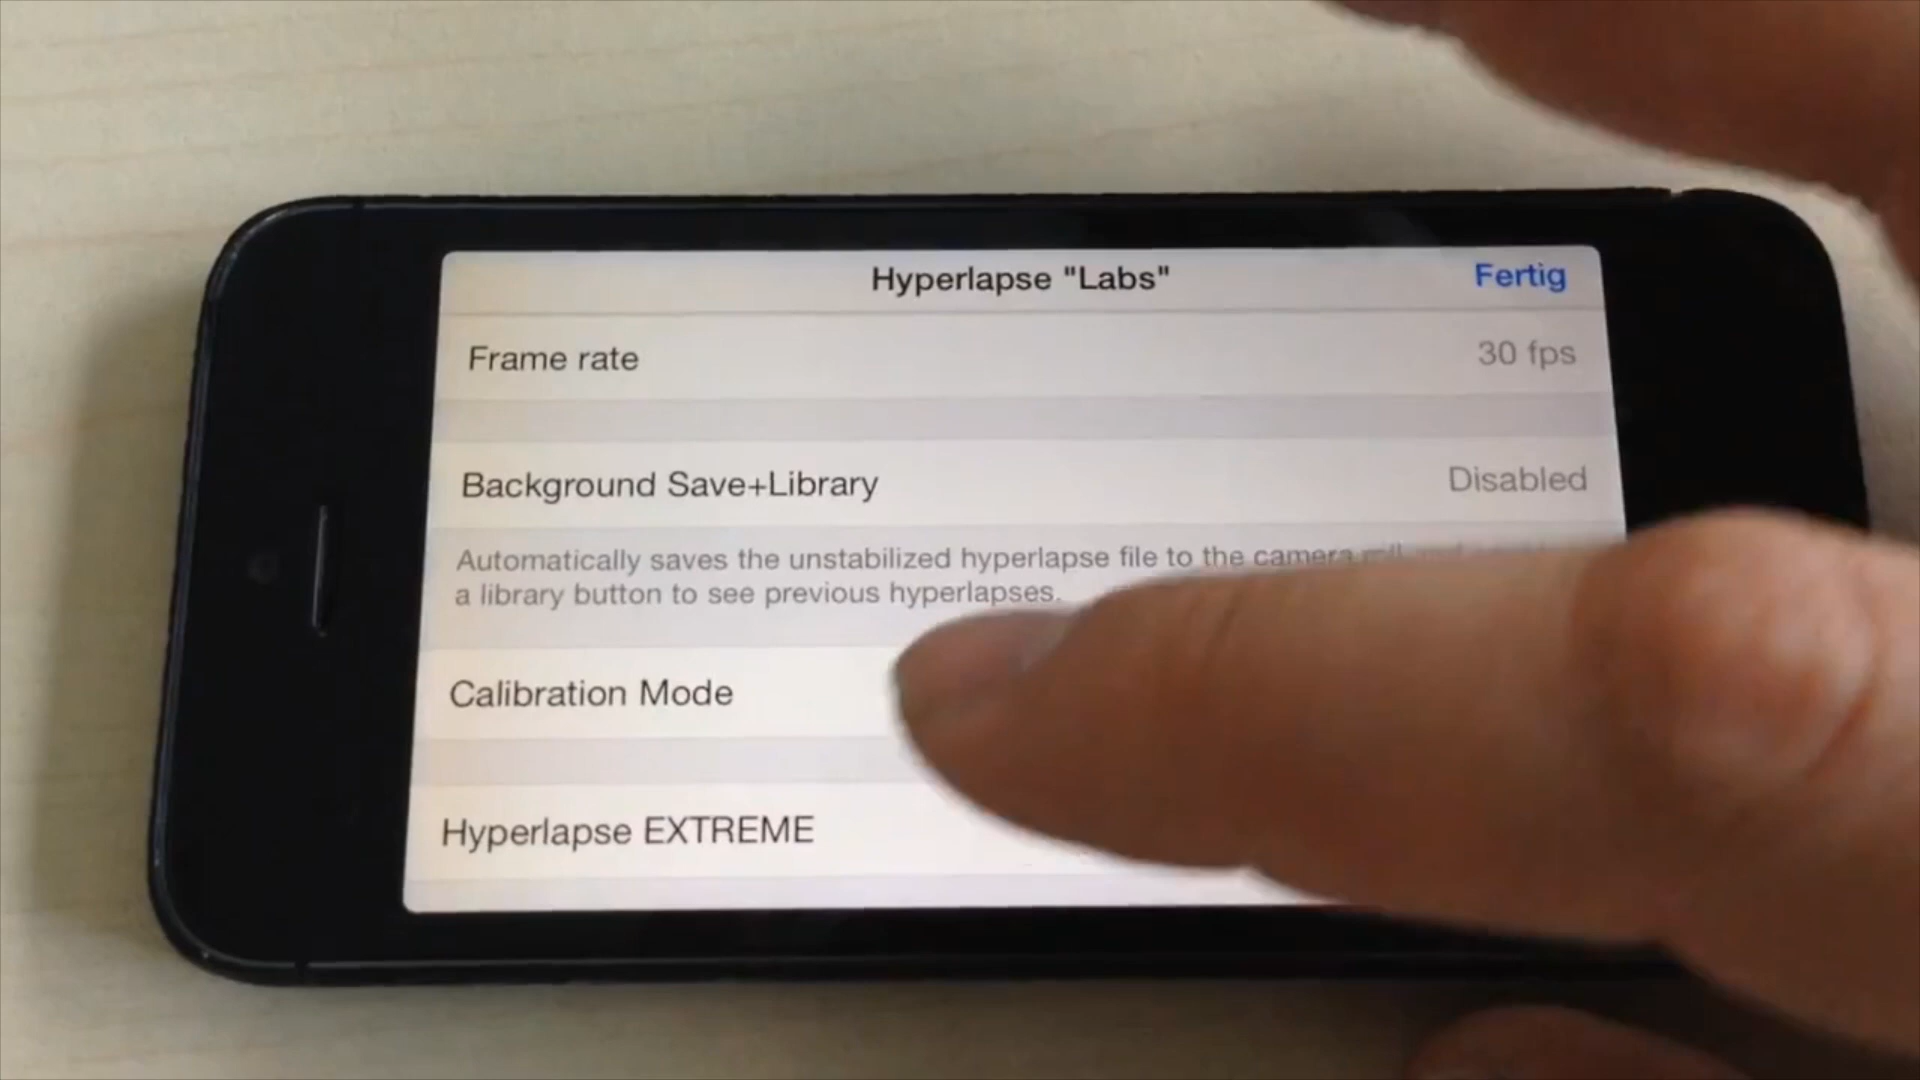 Hyperlapse "Labs"
Fertig
Frame rate
30 fps
Background Save+Library
Disabled
Automatically saves the unstabilized hyperlapse file to the camera
a library button to see previous hyperlapses.
Calibration Mode
Hyperlapse EXTREME